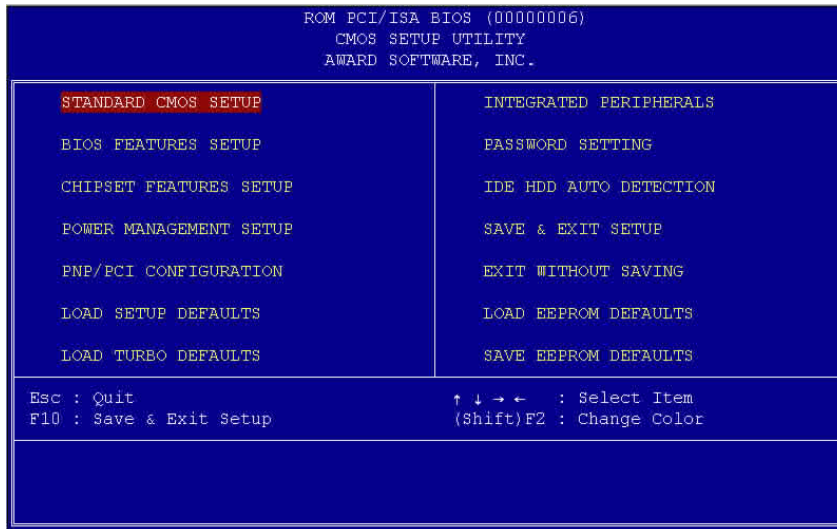 ROM PCI/ISA BIOS (00000006)
CMOS SETUP UTILITY
AWARD SOFTWARE, INC.
STANDARD CMOS SETUP
BIOS FEATURES SETUP
CHIPSET FEATURES SETUP
POWER MANAGEMENT SETUP
PNP/PCI CONFIGURATION
LOAD SETUP DEFAULTS
LOAD TURBO DEFAULTS
INTEGRATED PERIPHERALS
PASSWORD SETTING
IDE HDD AUTO DETECTION
SAVE & EXIT SETUP
EXIT WITHOUT SAVING
LOAD EEPROM DEFAULTS
SAVE EEPROM DEFAULTS
Esc : Quit
F10 : Save & Exit Setup
↑ ↓ → ← : Select Item
(Shift)F2 : Change Color